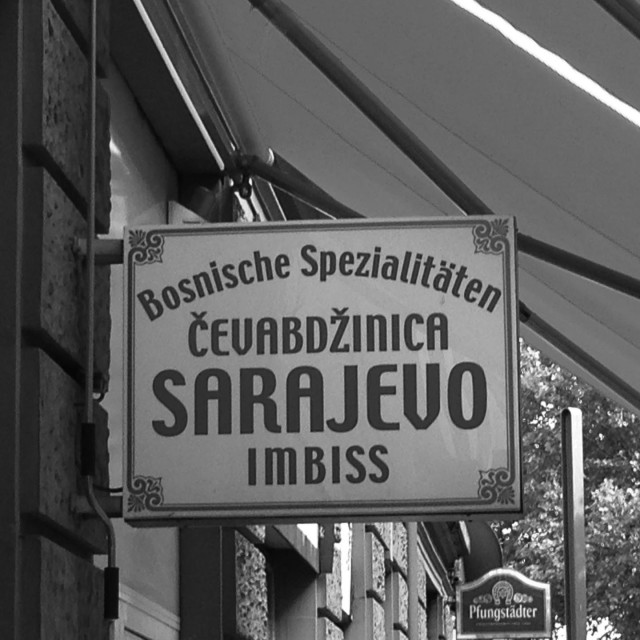 Bosnische Spezialitäten
ČEVABDŽINICA
SARAJEVO
IMBISS
Pfungstädter